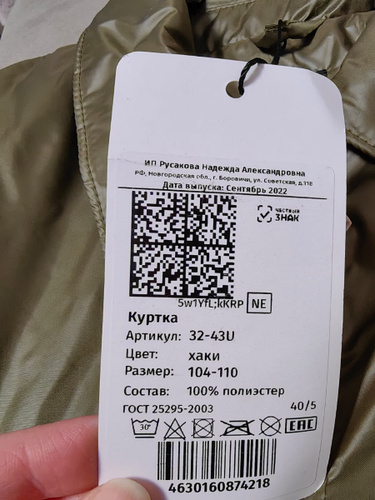 ИП Русакова Надежда Александровна
РФ, Новгородская обл., г. Боровичи, ул. Советская, д.118
Дата выпуска: Сентябрь 2022
ЧЕСТНЫЙ
ЗНАК
5w1YfL;kKRP NE
Куртка
Артикул: 32-43U
Цвет: хаки
Размер: 104-110
Состав: 100% полиэстер
ГОСТ 25295-2003 40/5
30° EAC
4630160874218